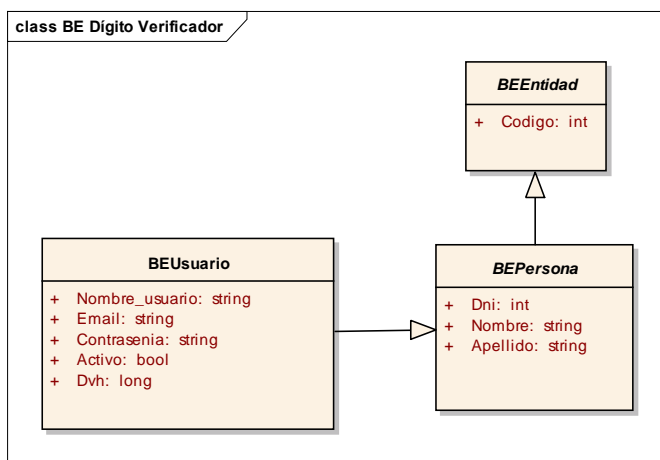 class BE Dígito Verificador
BEEntidad
+ Codigo: int
BEUsuario
+ Nombre_usuario: string
+ Email: string
+ Contrasenia: string
+ Activo: bool
+ Dvh: long
BEPersona
+ Dni: int
+ Nombre: string
+ Apellido: string